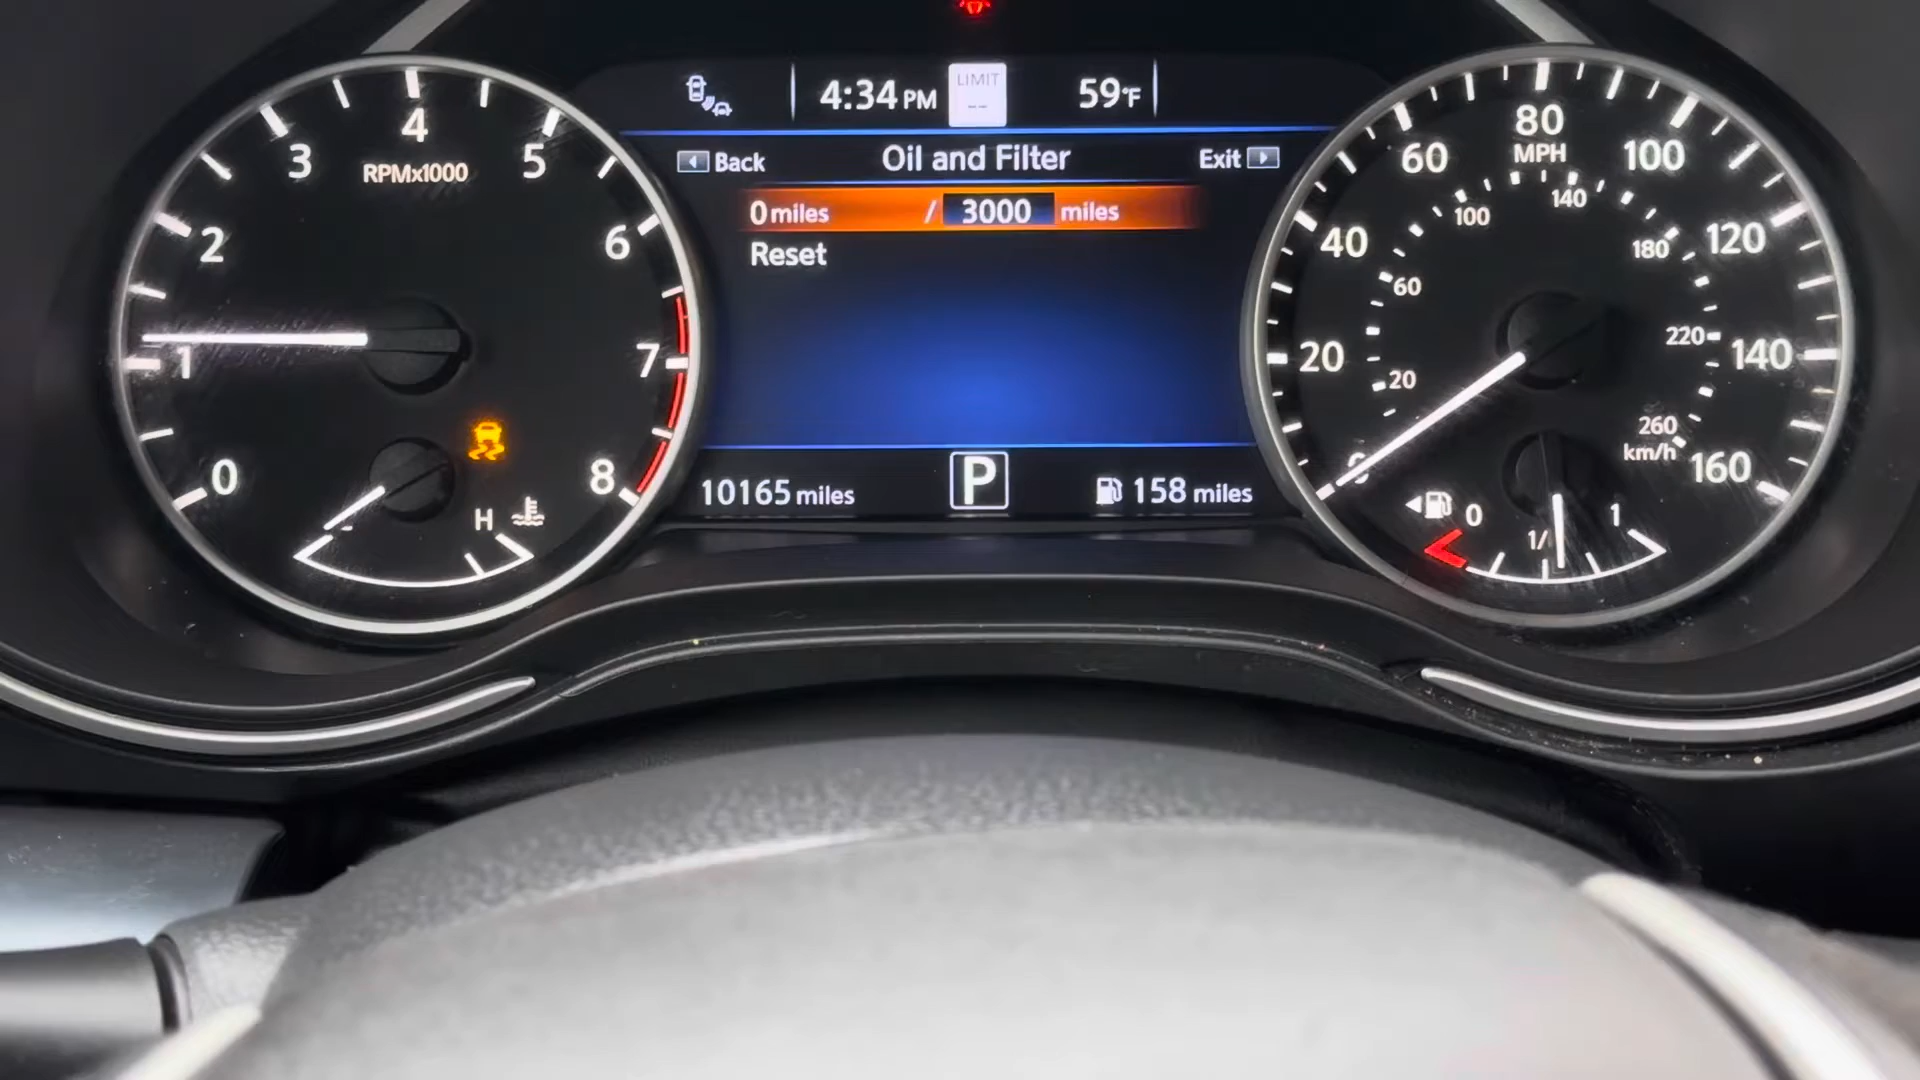 4:34 PM LIMIT -- 59°F
Back Oil and Filter Exit
0 miles / 3000 miles
Reset
10165 miles P 158 miles
RPMx1000
0 1 2 3 4 5 6 7 8
H
MPH
20 40 60 80 100 120 140 160
20 60 100 140 180 220 260
km/h
0 1/ 1